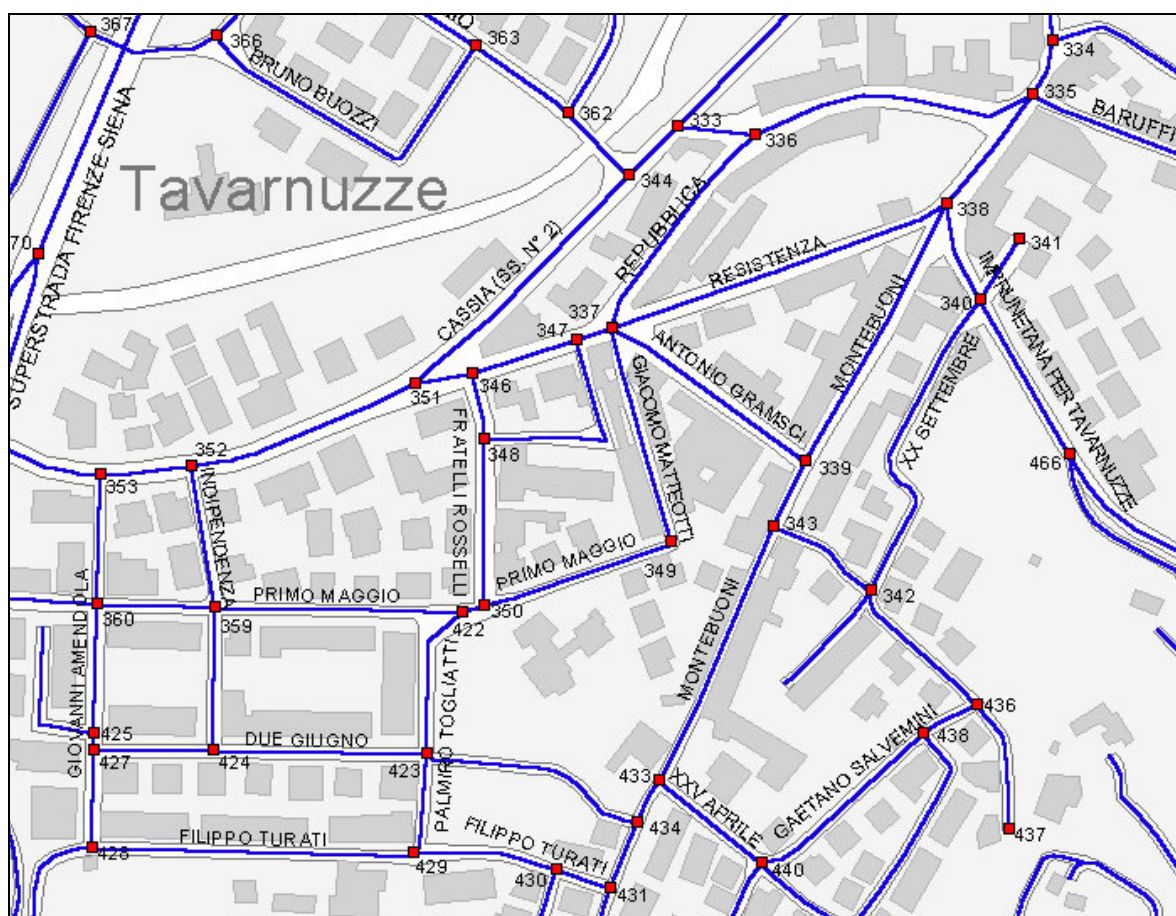 367
366
363
334
BRUNO BUOZZI
335
362
BARUFFI
333
336
SUPERSTRADA FIRENZE SIENA
Tavarnuzze
344
338
REPUBBLICA
341
70
CASSIA (SS. N° 2)
RESISTENZA
IMPRUNETANA PER TAVARNUZZE
340
337
347
MONTEBUONI
ANTONIO GRAMSCI
GIACOMO MATTEOTTI
346
351
XX SETTEMBRE
FRATELLI ROSSELLI
352
348
339
466
353
INDIPENDENZA
343
PRIMO MAGGIO
349
PRIMO MAGGIO
350
342
360
359
422
GIOVANNI AMENDOLA
MONTEBUONI
PALMIRO TOGLIATTI
436
425
DUE GIUGNO
438
427
424
423
GAETANO SALVEMINI
433
XXV APRILE
434
437
FILIPPO TURATI
FILIPPO TURATI
428
429
430
440
431